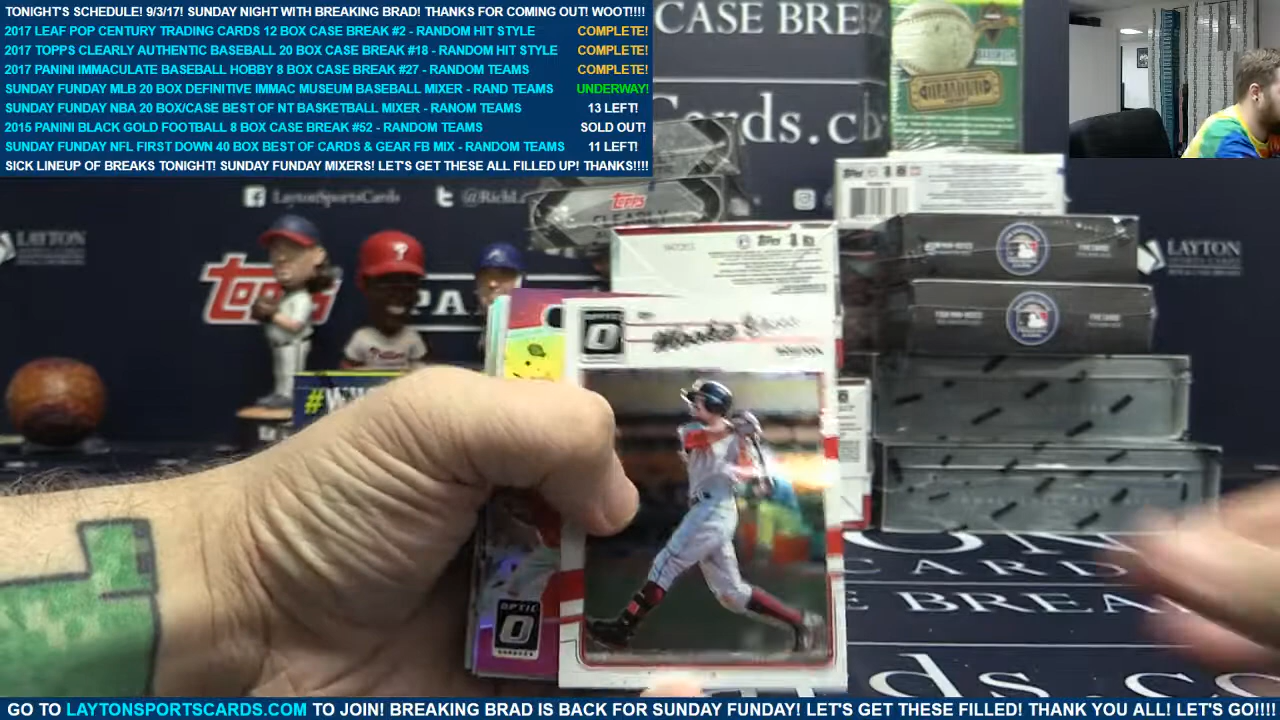 TONIGHT'S SCHEDULE! 9/3/17! SUNDAY NIGHT WITH BREAKING BRAD! THANKS FOR COMING OUT! WOOT!!!!
2017 LEAF POP CENTURY TRADING CARDS 12 BOX CASE BREAK #2 - RANDOM HIT STYLE COMPLETE!
2017 TOPPS CLEARLY AUTHENTIC BASEBALL 20 BOX CASE BREAK #18 - RANDOM HIT STYLE COMPLETE!
2017 PANINI IMMACULATE BASEBALL HOBBY 8 BOX CASE BREAK #27 - RANDOM TEAMS COMPLETE!
SUNDAY FUNDAY MLB 20 BOX DEFINITIVE IMMAC MUSEUM BASEBALL MIXER - RAND TEAMS UNDERWAY!
SUNDAY FUNDAY NBA 20 BOX/CASE BEST OF NT BASKETBALL MIXER - RANOM TEAMS 13 LEFT!
2015 PANINI BLACK GOLD FOOTBALL 8 BOX CASE BREAK #52 - RANDOM TEAMS SOLD OUT!
SUNDAY FUNDAY NFL FIRST DOWN 40 BOX BEST OF CARDS & GEAR FB MIX - RANDOM TEAMS 11 LEFT!
SICK LINEUP OF BREAKS TONIGHT! SUNDAY FUNDAY MIXERS! LET'S GET THESE ALL FILLED UP! THANKS!!!!
ds.c
LaytonSportsCards
Topps
CLEARLY
LAYTON
LAYTON
Topps
topps
OPTIC
OPTIC
CARD
E BREA
ds.c
GO TO LAYTONSPORTSCARDS.COM TO JOIN! BREAKING BRAD IS BACK FOR SUNDAY FUNDAY! LET'S GET THESE FILLED! THANK YOU ALL! LET'S GO!!!!